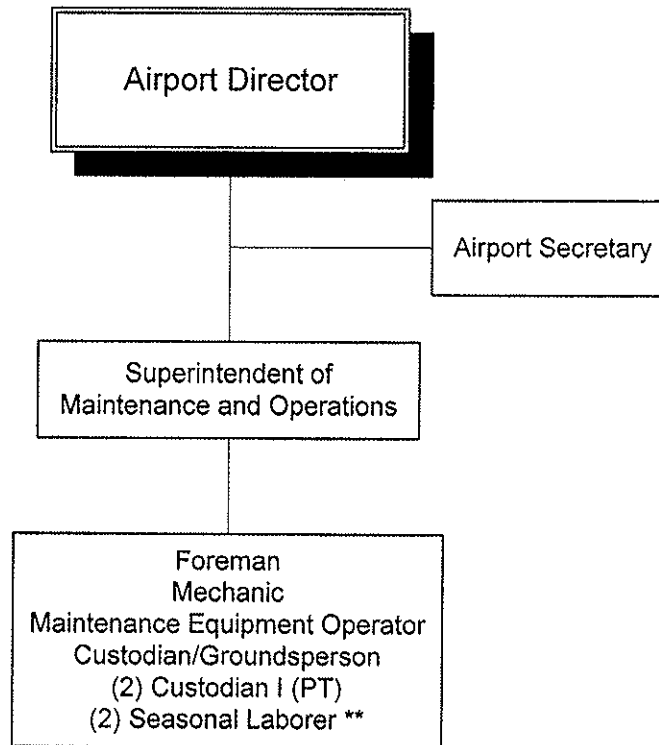 Airport Director
Airport Secretary
Superintendent of
Maintenance and Operations
Foreman
Mechanic
Maintenance Equipment Operator
Custodian/Groundsperson
(2) Custodian I (PT)
(2) Seasonal Laborer **